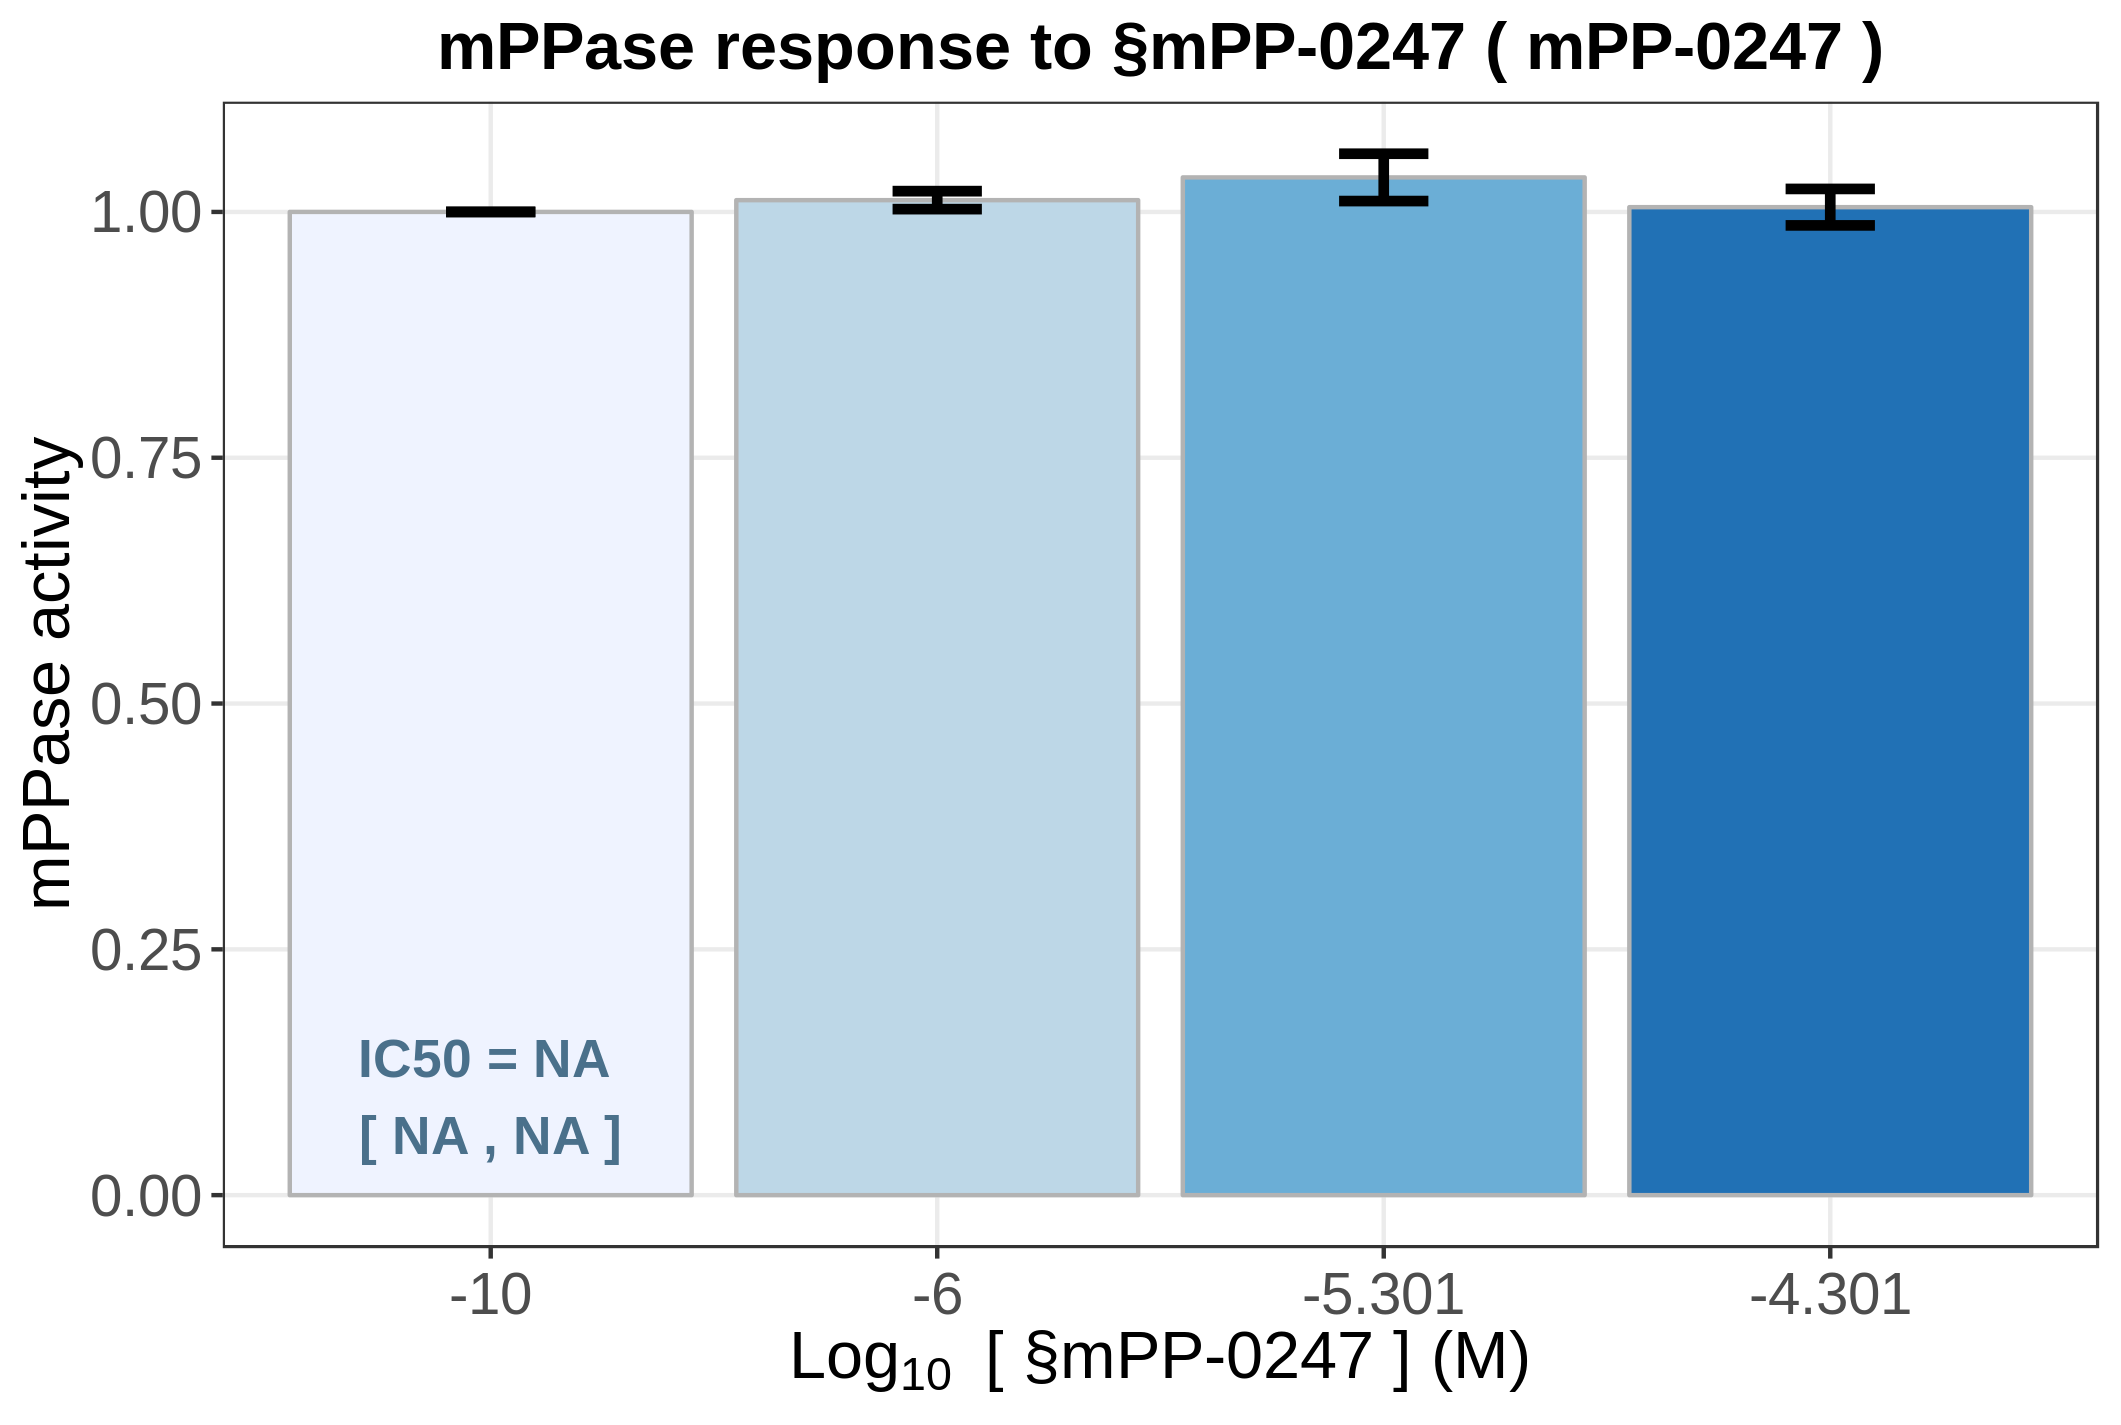 mPPase response to §mPP-0247 ( mPP-0247 )
mPPase activity
1.00
0.75
0.50
0.25
0.00
IC50 = NA
[ NA , NA ]
-10
-6
-5.301
-4.301
Log₁₀ [ §mPP-0247 ] (M)